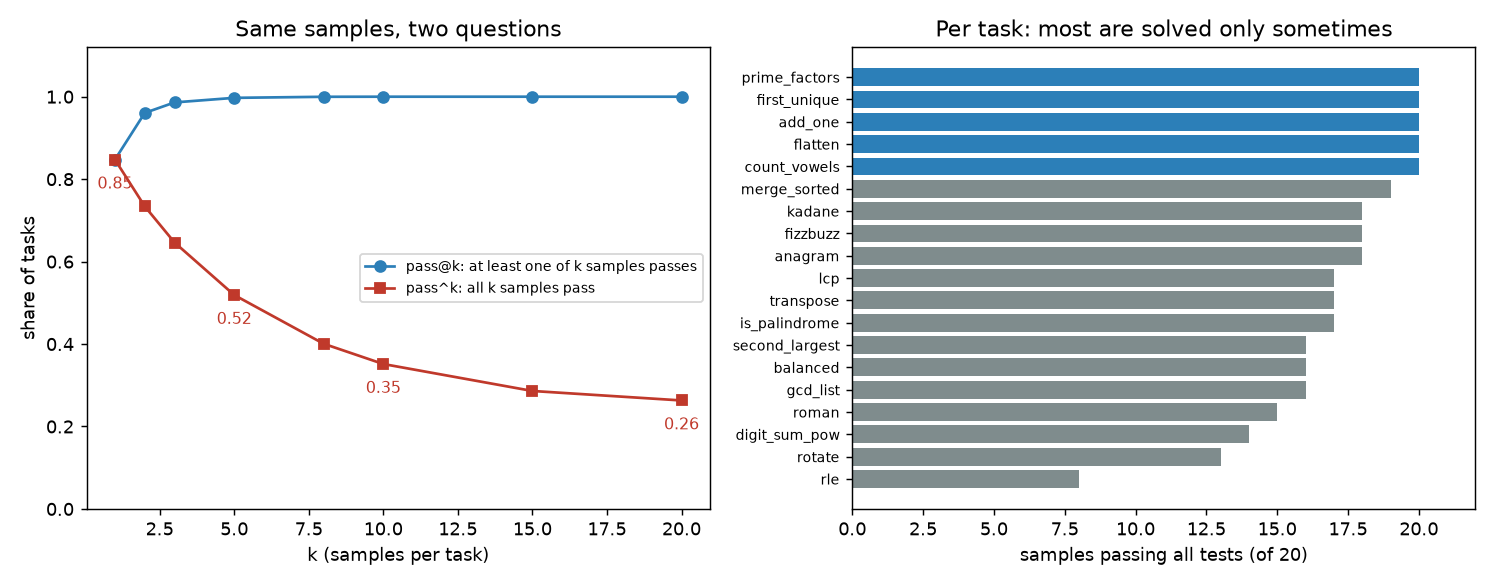 Same samples, two questions
share of tasks
1.0
0.8
0.6
0.4
0.2
0.0
0.85
0.52
0.35
0.26
pass@k: at least one of k samples passes
pass^k: all k samples pass
2.5 5.0 7.5 10.0 12.5 15.0 17.5 20.0
k (samples per task)
Per task: most are solved only sometimes
prime_factors
first_unique
add_one
flatten
count_vowels
merge_sorted
kadane
fizzbuzz
anagram
lcp
transpose
is_palindrome
second_largest
balanced
gcd_list
roman
digit_sum_pow
rotate
rle
0.0 2.5 5.0 7.5 10.0 12.5 15.0 17.5 20.0
samples passing all tests (of 20)